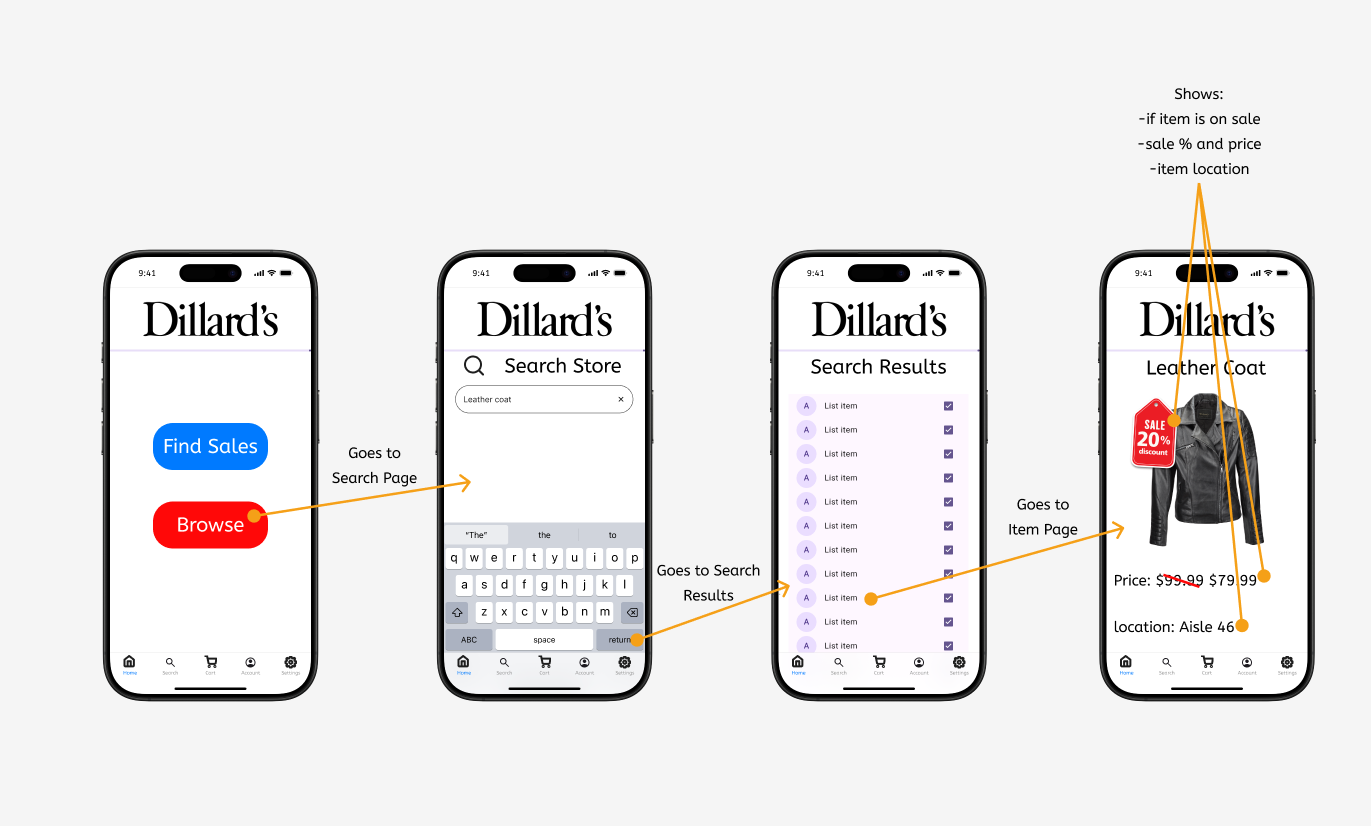 Shows:
-if item is on sale
-sale % and price
-item location
9:41
Dillard's
Find Sales
Browse
Home
Search
Cart
Account
Settings
Goes to
Search Page
9:41
Dillard's
Search Store
Leather coat
"The"
the
to
q w e r t y u i o p
a s d f g h j k l
z x c v b n m
ABC
space
return
Home
Search
Cart
Account
Settings
Goes to Search
Results
9:41
Dillard's
Search Results
A List item
A List item
A List item
A List item
A List item
A List item
A List item
A List item
A List item
A List item
A List item
Home
Search
Cart
Account
Settings
Goes to
Item Page
9:41
Dillard's
Leather Coat
SALE
20%
discount
Price: $99.99 $79.99
location: Aisle 46
Home
Search
Cart
Account
Settings